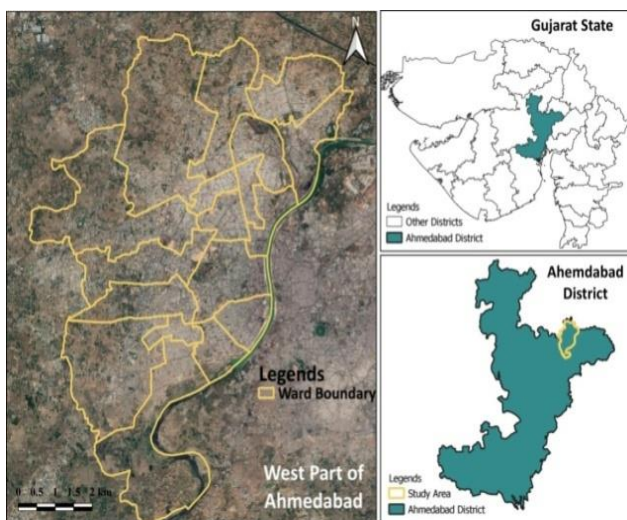 N
Legends
Ward Boundary
0 0.5 1 1.5 2 km
West Part of
Ahmedabad
Gujarat State
Legends
Other Districts
Ahmedabad District
Ahemdabad
District
Legends
Study Area
Ahmedabad District